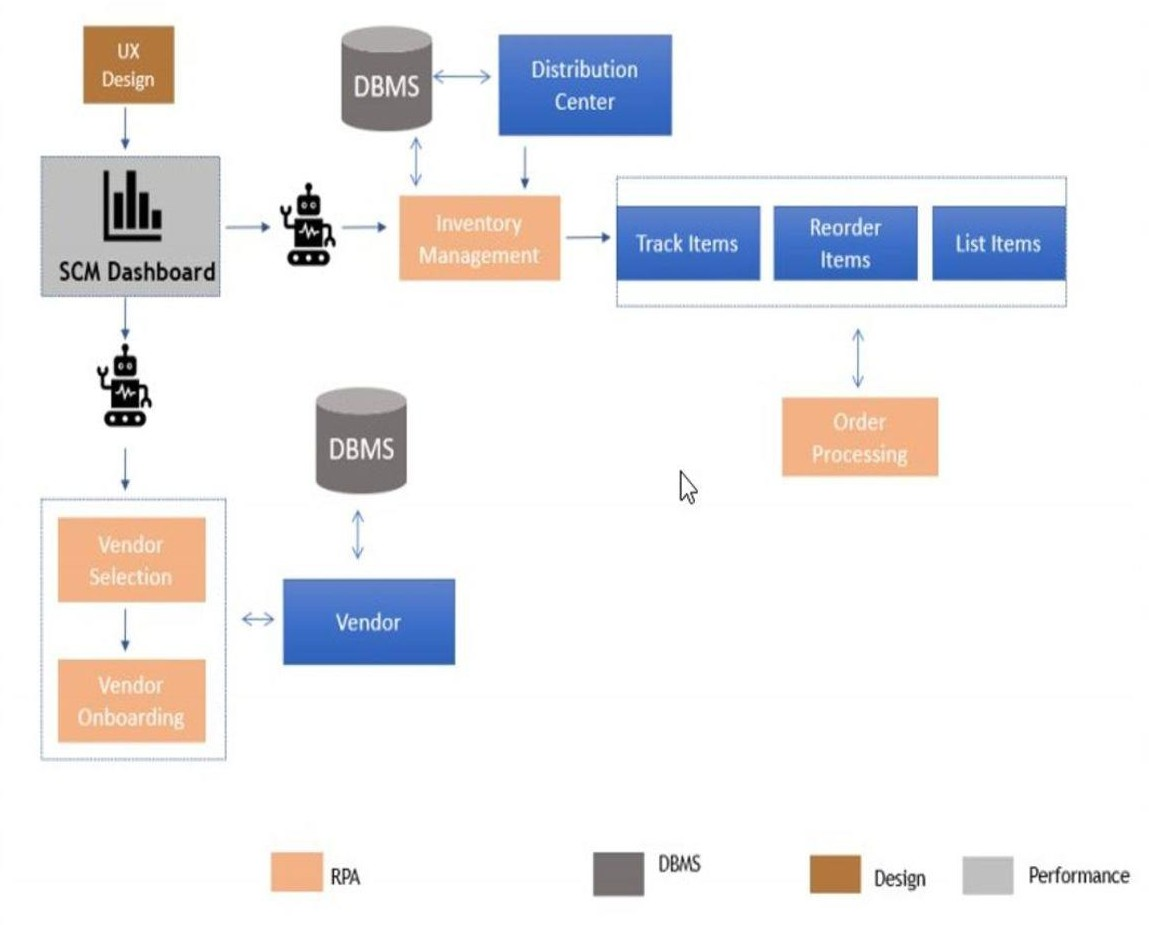 UX
Design
DBMS
Distribution
Center
SCM Dashboard
Inventory
Management
Track Items
Reorder
Items
List Items
Order
Processing
DBMS
Vendor
Selection
Vendor
Vendor
Onboarding
RPA
DBMS
Design
Performance